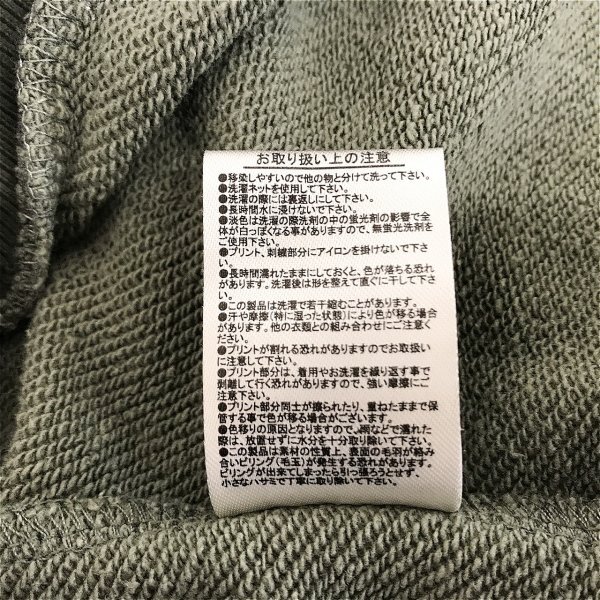 お取り扱い上の注意
●移染しやすいので他の物と分けて洗って下さい。
●洗濯ネットを使用して下さい。
●洗濯の際には裏返しにして下さい。
●長時間水に浸けないで下さい。
●淡色は洗濯の際洗剤の中の蛍光剤の影響で全
体が白っぽくなる事がありますので、無蛍光洗剤を
ご使用下さい。
●プリント、刺繍部分にアイロンを掛けないで下さ
い。
●長時間濡れたままにしておくと、色が落ちる恐れ
があります。洗濯後は形を整えて直ぐに干して下さ
い。
●この製品は洗濯で若干縮むことがあります。
●汗や摩擦(特に湿った状態)により色が移る場合
があります。他の衣類との組み合わせにご注意く
ださい。
●プリントが割れる恐れがありますのでお取扱い
に注意して下さい。
●プリント部分は、着用やお洗濯を繰り返す事で
剥離して行く恐れがありますので、強い摩擦にご
注意下さい。
●プリント部分同士が擦られたり、重ねたままで保
管する事で色が移る場合があります。
●色移りの原因となりますので、雨などで濡れた
際は、放置せずに水分を十分取り除いて下さい。
●この製品は素材の性質上、表面の毛羽が絡み
合いピリング(毛玉)が発生する恐れがあります。
ピリングが出来てしまったら引っ張ろうとせず、
小さなハサミで丁寧に取り除いて下さい。